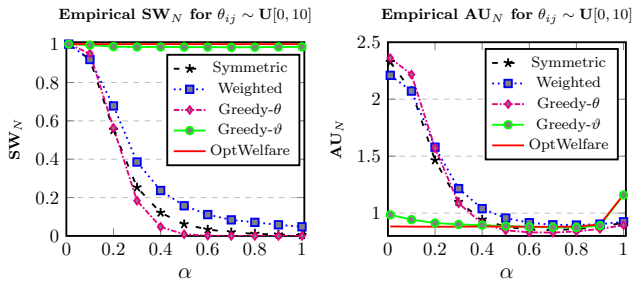 Empirical SW_N for θ_ij ∼ U[0, 10]
1
0.8
0.6
0.4
0.2
0
0 0.2 0.4 0.6 0.8 1
SW_N
α
Symmetric
Weighted
Greedy-θ
Greedy-ϑ
OptWelfare
Empirical AU_N for θ_ij ∼ U[0, 10]
2.5
2
1.5
1
0 0.2 0.4 0.6 0.8 1
AU_N
α
Symmetric
Weighted
Greedy-θ
Greedy-ϑ
OptWelfare